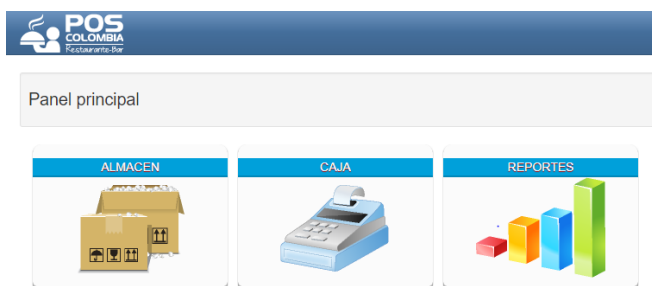 POS
COLOMBIA
Restaurante-Bar
Panel principal
ALMACEN
CAJA
REPORTES